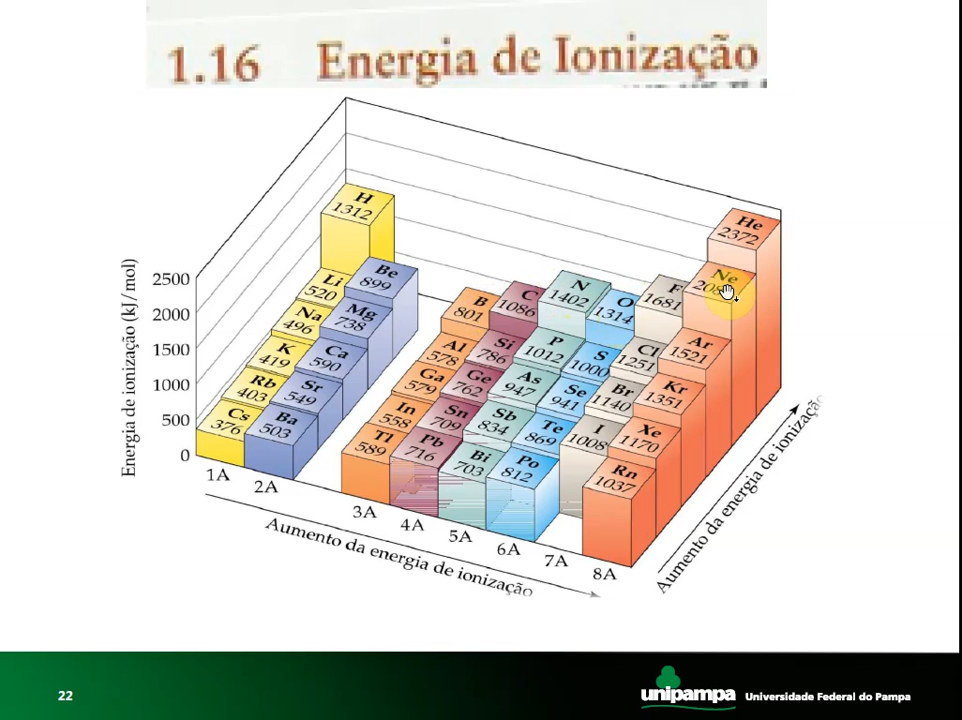 1.16 Energia de Ionização
Energia de ionização (kJ/mol)
2500
2000
1500
1000
500
0
H
1312
He
2372
Li
520
Be
899
B
801
C
1086
N
1402
O
1314
F
1681
Ne
Na
496
Mg
738
Al
578
Si
786
P
1012
S
1000
Cl
1251
Ar
1521
K
419
Ca
590
Ga
579
Ge
762
As
947
Se
941
Br
1140
Kr
1351
Rb
403
Sr
549
In
558
Sn
709
Sb
834
Te
869
I
1008
Xe
1170
Cs
376
Ba
503
Tl
589
Pb
716
Bi
703
Po
812
Rn
1037
1A
2A
3A
4A
5A
6A
7A
8A
Aumento da energia de ionização
Aumento da energia de ionização
22
unipampa
Universidade Federal do Pampa